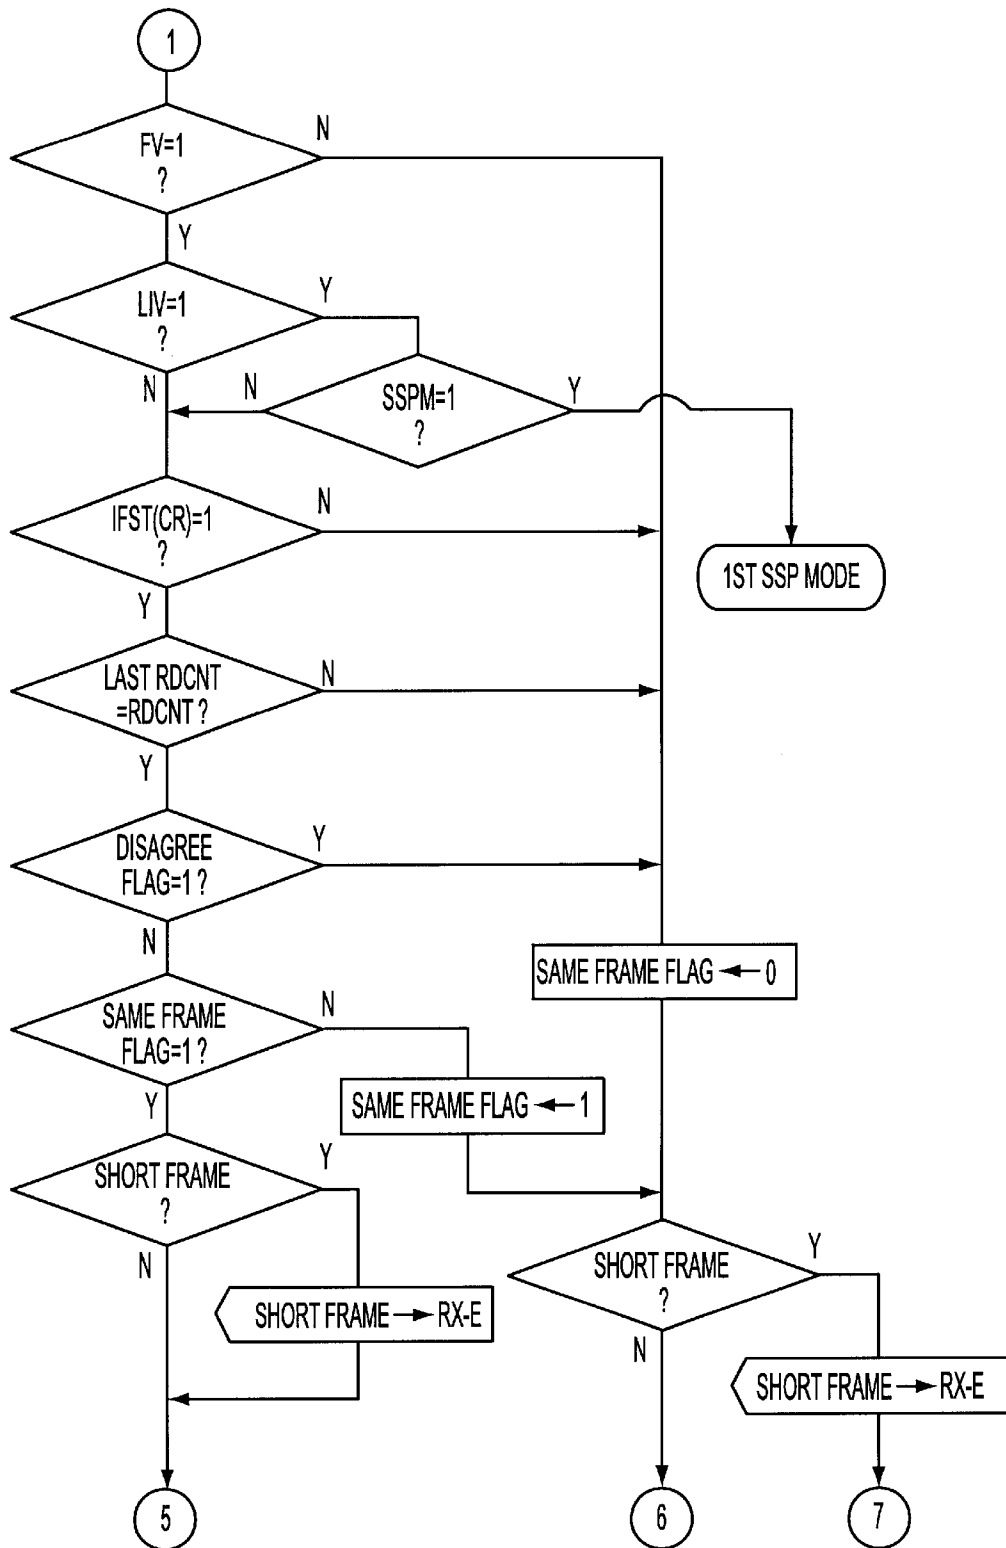 1
FV=1
?
N
Y
LIV=1
?
Y
N
SSPM=1
?
N
Y
1ST SSP MODE
IFST(CR)=1
?
N
Y
LAST RDCNT
=RDCNT ?
N
Y
DISAGREE
FLAG=1 ?
Y
N
SAME FRAME FLAG ← 0
SAME FRAME
FLAG=1 ?
N
Y
SAME FRAME FLAG ← 1
SHORT FRAME
?
Y
N
SHORT FRAME → RX-E
SHORT FRAME
?
Y
N
SHORT FRAME → RX-E
5
6
7